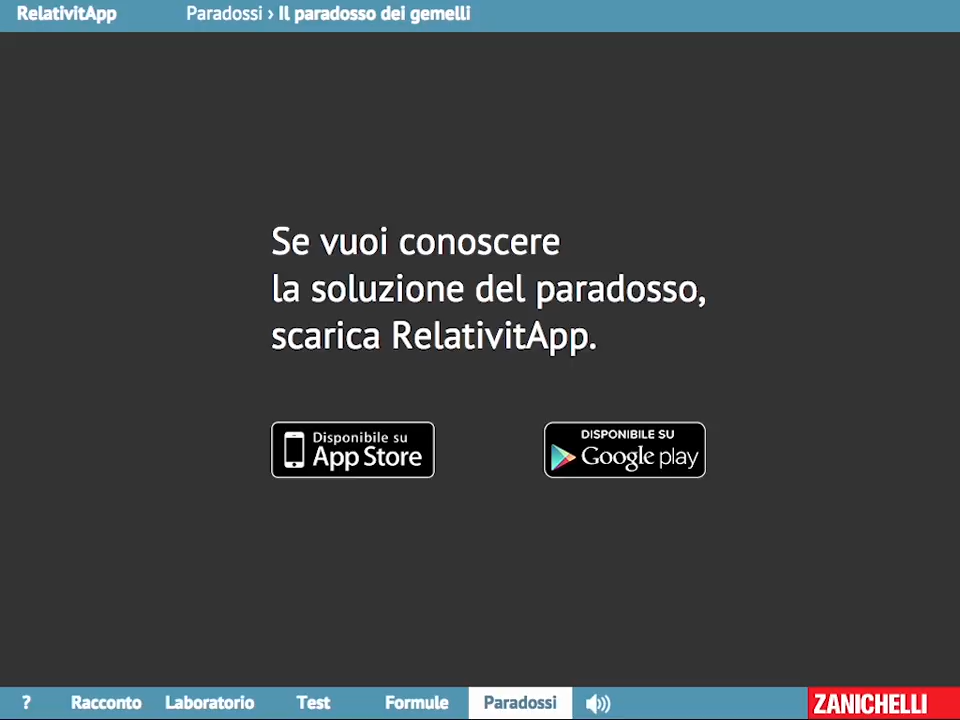 RelativitApp Paradossi › Il paradosso dei gemelli
Se vuoi conoscere
la soluzione del paradosso,
scarica RelativitApp.
Disponibile su
App Store
DISPONIBILE SU
Google play
? Racconto Laboratorio Test Formule Paradossi ZANICHELLI